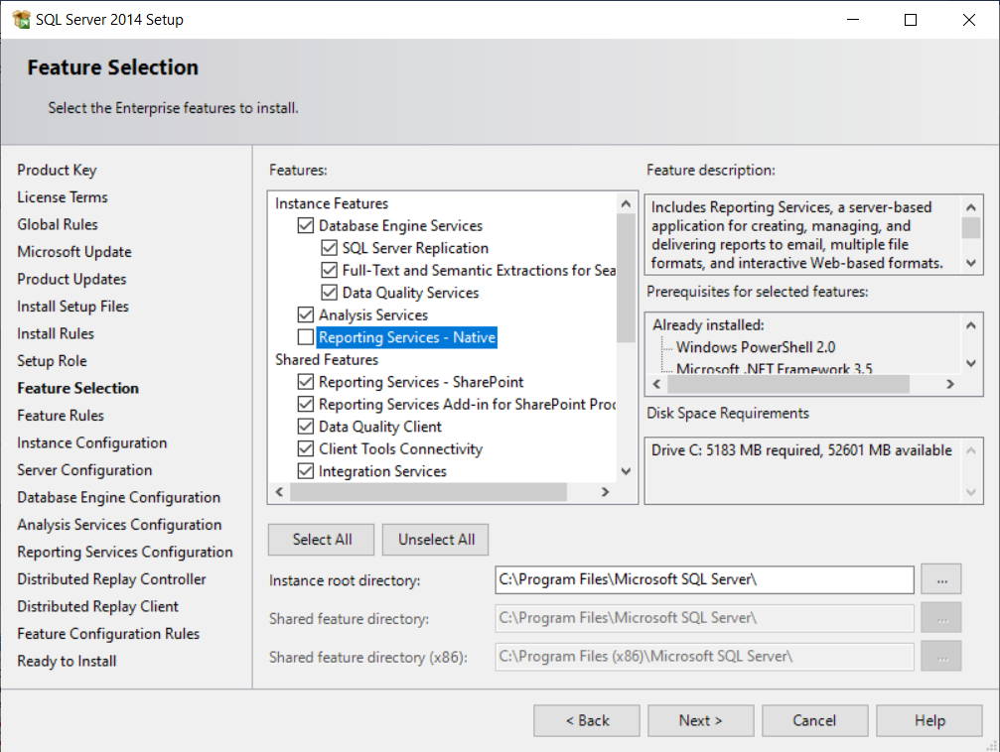 SQL Server 2014 Setup
Feature Selection
Select the Enterprise features to install.
Product Key
License Terms
Global Rules
Microsoft Update
Product Updates
Install Setup Files
Install Rules
Setup Role
Feature Selection
Feature Rules
Instance Configuration
Server Configuration
Database Engine Configuration
Analysis Services Configuration
Reporting Services Configuration
Distributed Replay Controller
Distributed Replay Client
Feature Configuration Rules
Ready to Install
Features:
Instance Features
Database Engine Services
SQL Server Replication
Full-Text and Semantic Extractions for Sea
Data Quality Services
Analysis Services
Reporting Services - Native
Shared Features
Reporting Services - SharePoint
Reporting Services Add-in for SharePoint Proc
Data Quality Client
Client Tools Connectivity
Integration Services
Feature description:
Includes Reporting Services, a server-based
application for creating, managing, and
delivering reports to email, multiple file
formats, and interactive Web-based formats.
Prerequisites for selected features:
Already installed:
Windows PowerShell 2.0
Microsoft .NET Framework 3.5
Disk Space Requirements
Drive C: 5183 MB required, 52601 MB available
Select All
Unselect All
Instance root directory:
C:\Program Files\Microsoft SQL Server\
...
Shared feature directory:
C:\Program Files\Microsoft SQL Server\
...
Shared feature directory (x86):
C:\Program Files (x86)\Microsoft SQL Server\
...
< Back
Next >
Cancel
Help